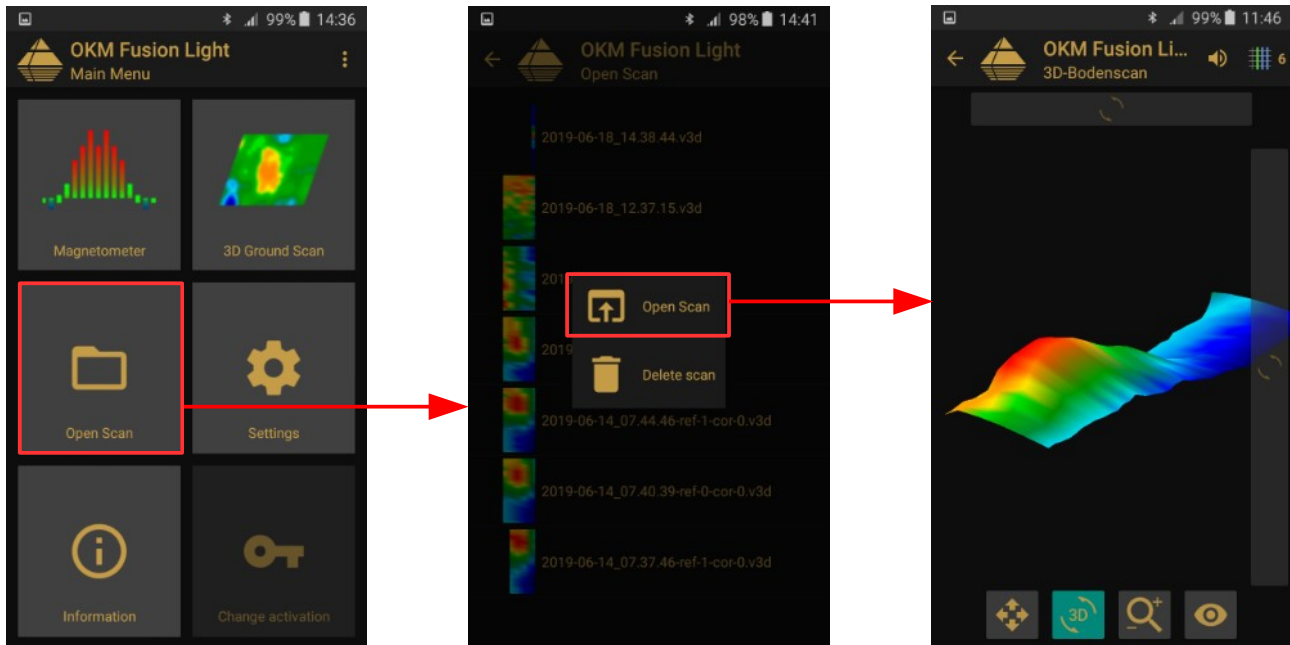 99% 14:36
OKM Fusion Light
Main Menu
Magnetometer
3D Ground Scan
Open Scan
Settings
Information
Change activation
98% 14:41
OKM Fusion Light
Open Scan
2019-06-18_14.38.44.v3d
2019-06-18_12.37.15.v3d
201
Open Scan
2019
Delete scan
2019-06-14_07.44.46-ref-1-cor-0.v3d
2019-06-14_07.40.39-ref-0-cor-0.v3d
2019-06-14_07.37.46-ref-1-cor-0.v3d
99% 11:46
OKM Fusion Li...
3D-Bodenscan
6
3D